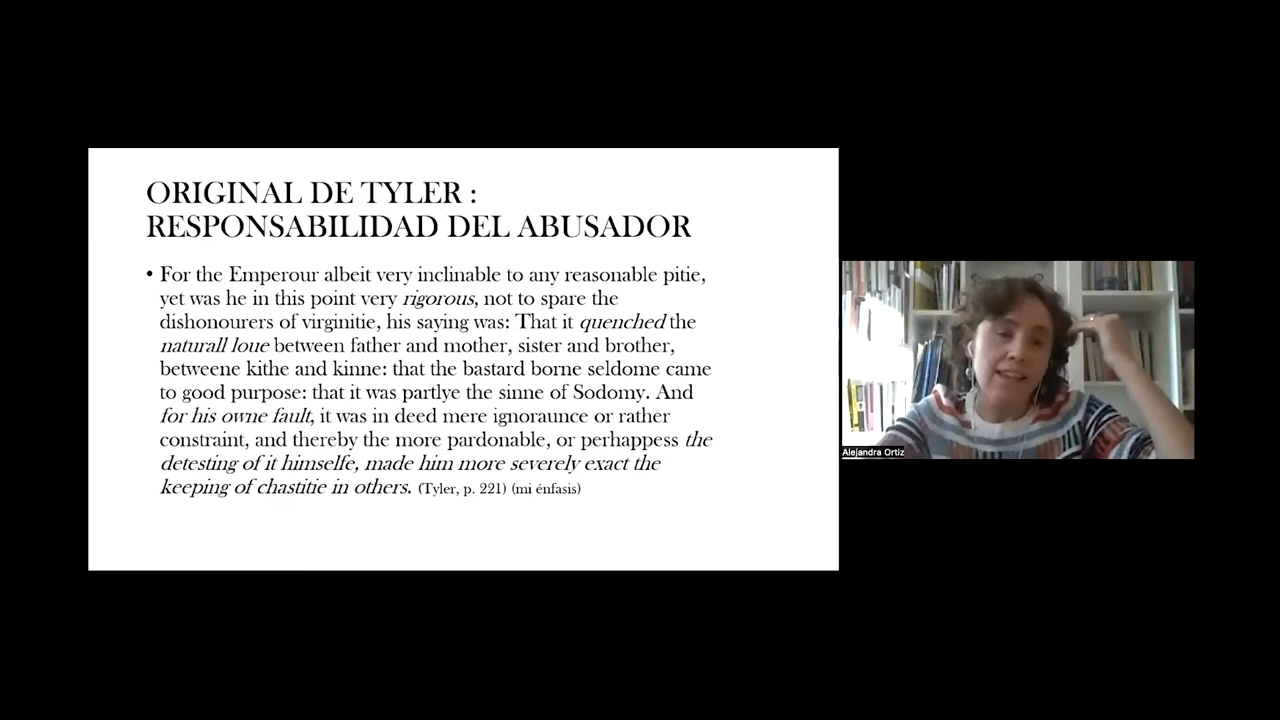 ORIGINAL DE TYLER :
RESPONSABILIDAD DEL ABUSADOR
• For the Emperour albeit very inclinable to any reasonable pitie,
yet was he in this point very rigorous, not to spare the
dishonourers of virginitie, his saying was: That it quenched the
naturall loue between father and mother, sister and brother,
betweene kithe and kinne: that the bastard borne seldome came
to good purpose: that it was partlye the sinne of Sodomy. And
for his owne fault, it was in deed mere ignoraunce or rather
constraint, and thereby the more pardonable, or perhappess the
detesting of it himselfe, made him more severely exact the
keeping of chastitie in others. (Tyler, p. 221) (mi énfasis)
Alejandra Ortiz